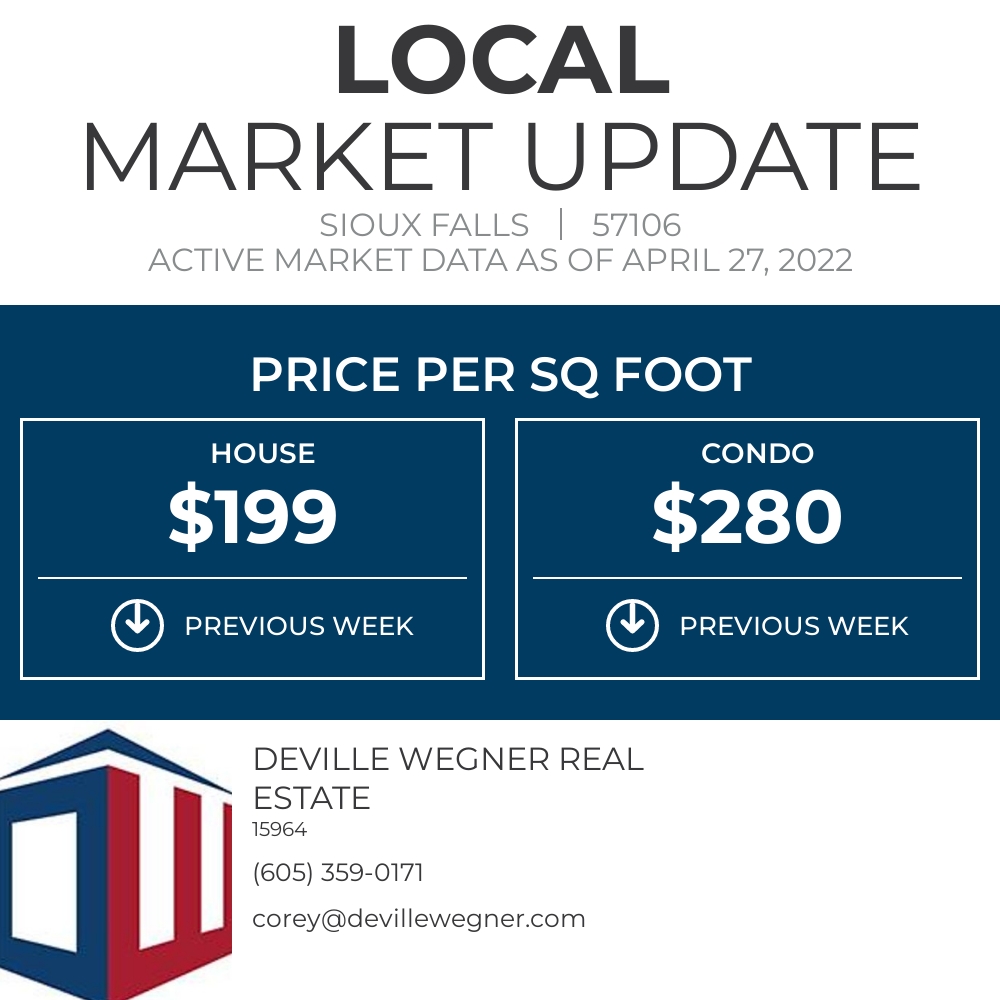 LOCAL
MARKET UPDATE
SIOUX FALLS | 57106
ACTIVE MARKET DATA AS OF APRIL 27, 2022
PRICE PER SQ FOOT
HOUSE
$199
PREVIOUS WEEK
CONDO
$280
PREVIOUS WEEK
DEVILLE WEGNER REAL
ESTATE
15964
(605) 359-0171
corey@devillewegner.com